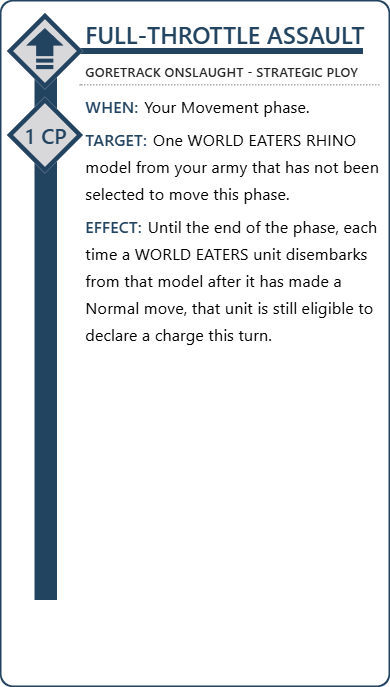 FULL-THROTTLE ASSAULT
GORETRACK ONSLAUGHT - STRATEGIC PLOY
WHEN: Your Movement phase.
1 CP
TARGET: One WORLD EATERS RHINO
model from your army that has not been
selected to move this phase.
EFFECT: Until the end of the phase, each
time a WORLD EATERS unit disembarks
from that model after it has made a
Normal move, that unit is still eligible to
declare a charge this turn.